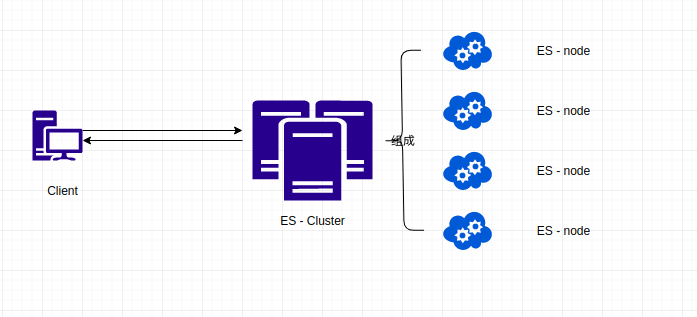 Client
ES - Cluster
组成
ES - node
ES - node
ES - node
ES - node